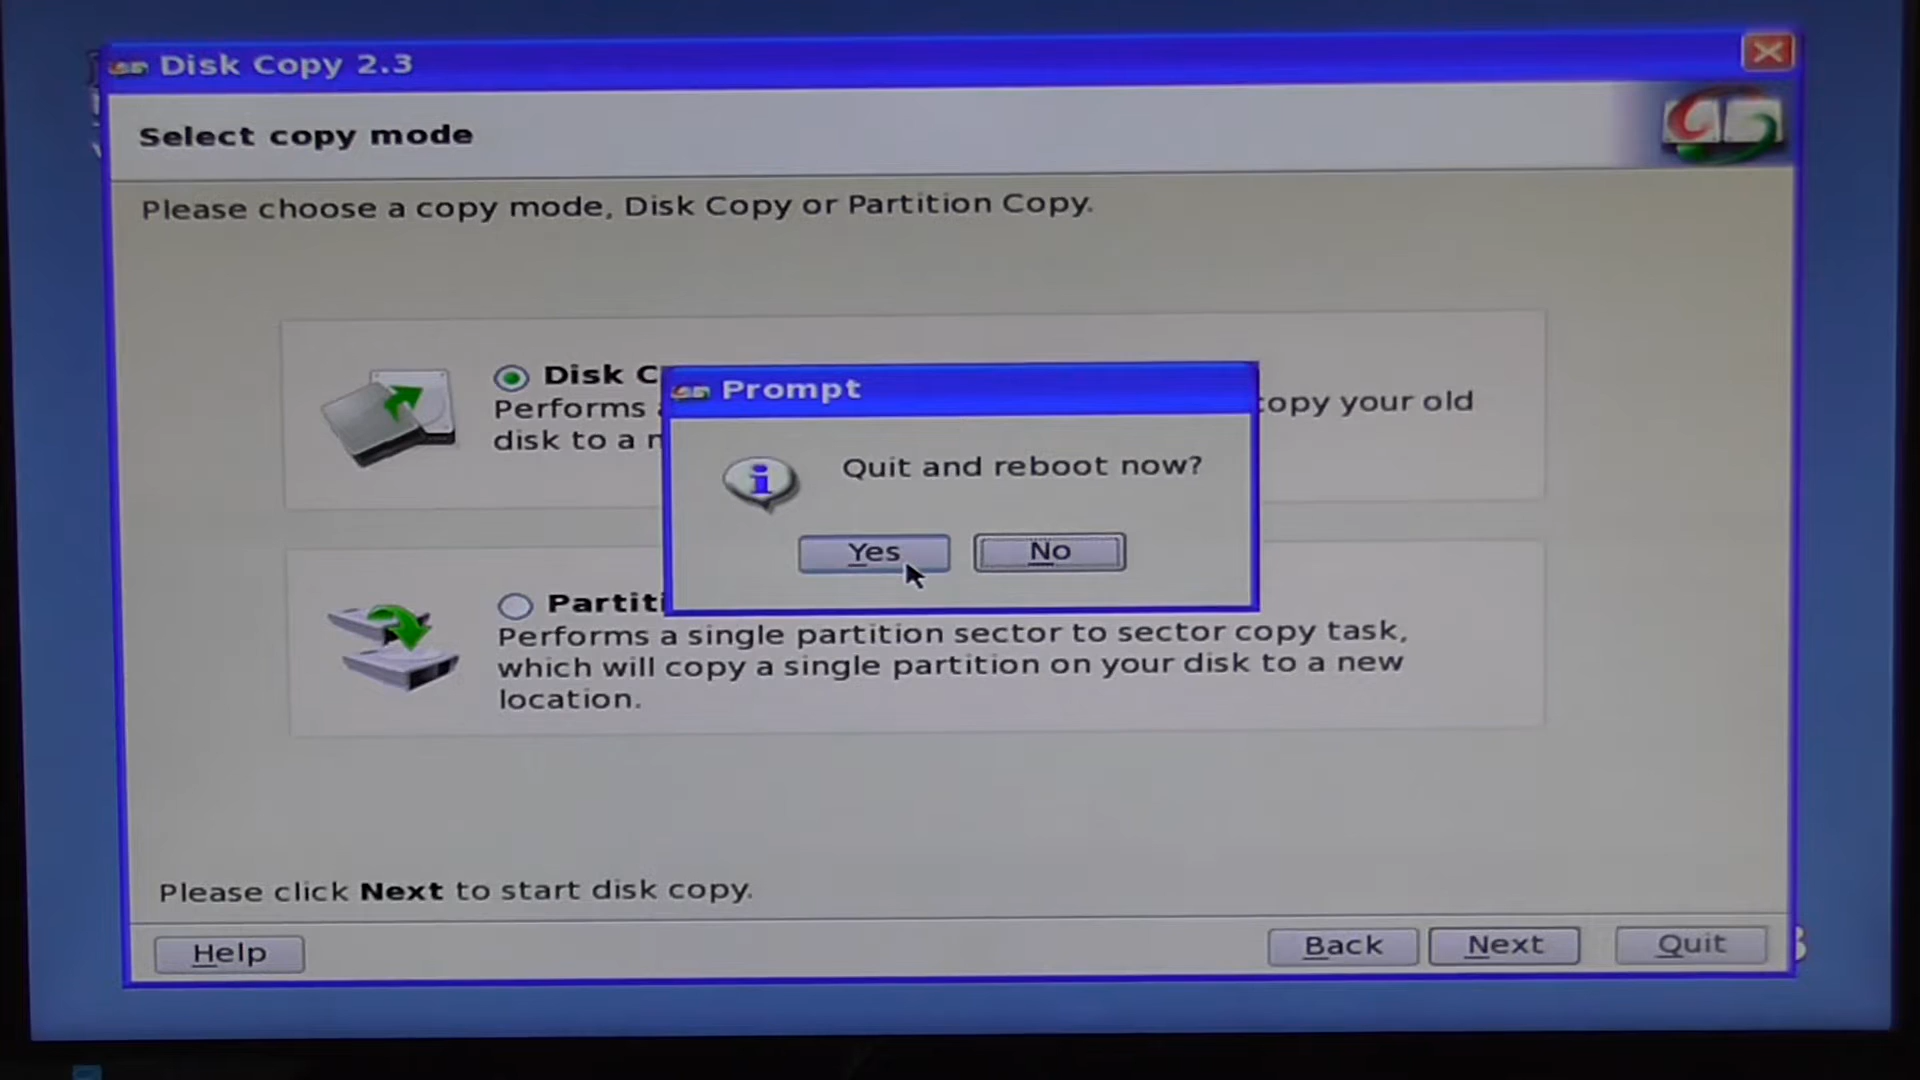 Disk Copy 2.3
Select copy mode
Please choose a copy mode, Disk Copy or Partition Copy.
Disk C
Performs
opy your old
disk to a n
Prompt
Quit and reboot now?
Yes
No
Partiti
Performs a single partition sector to sector copy task,
which will copy a single partition on your disk to a new
location.
Please click Next to start disk copy.
Help
Back
Next
Quit